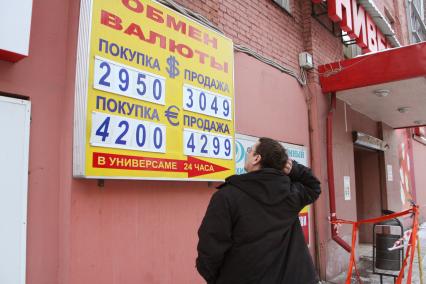 ОБМЕН
ВАЛЮТЫ
ПОКУПКА $ ПРОДАЖА
2950 3049
ПОКУПКА € ПРОДАЖА
4200 4299
В УНИВЕРСАМЕ 24 ЧАСА